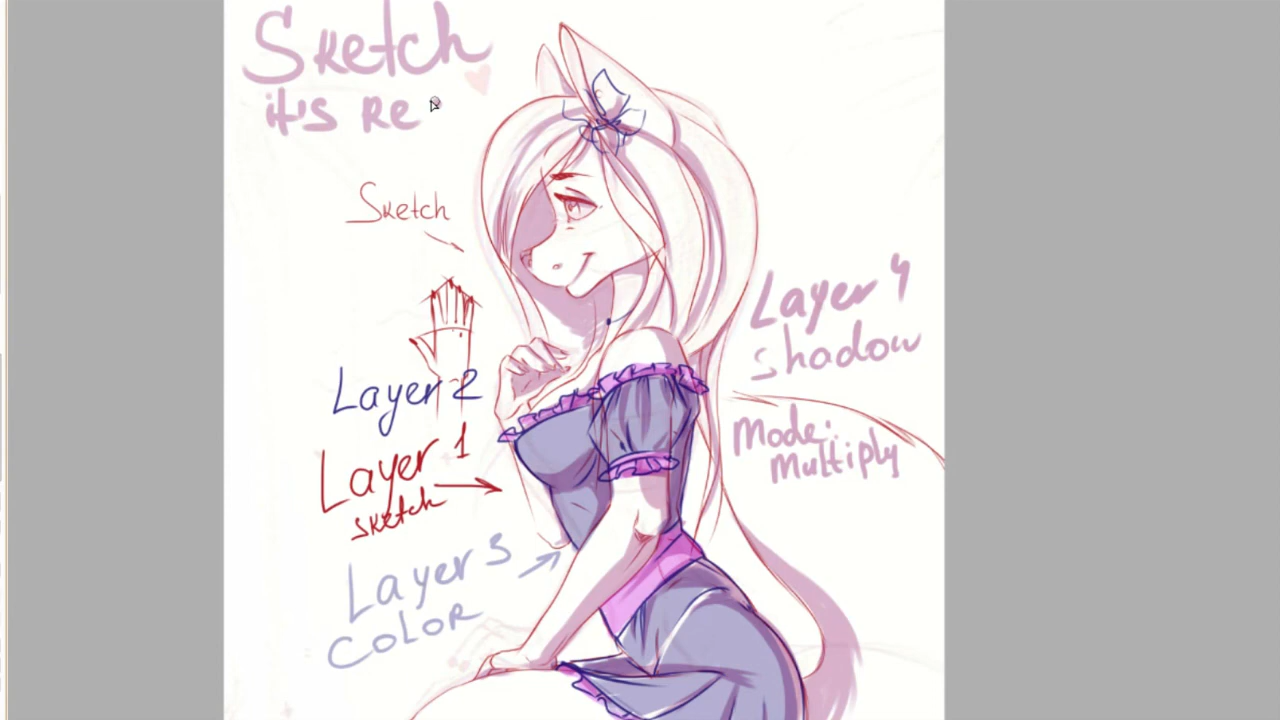 Sketch
it's Re
Sketch
Layer 2
Layer 1
sketch
Layer 3
COLOR
Layer 4
shadow
Mode:
Multiply